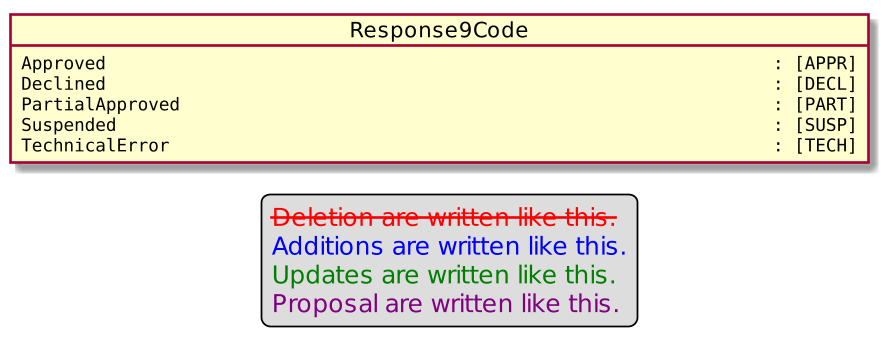 Response9Code
Approved : [APPR]
Declined : [DECL]
PartialApproved : [PART]
Suspended : [SUSP]
TechnicalError : [TECH]
Deletion are written like this.
Additions are written like this.
Updates are written like this.
Proposal are written like this.